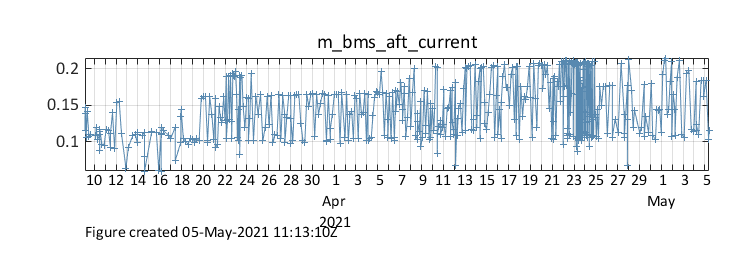 m_bms_aft_current
0.2
0.15
0.1
10 12 14 16 18 20 22 24 26 28 30 1 3 5 7 9 11 13 15 17 19 21 23 25 27 29 1 3 5
Apr May
2021
Figure created 05-May-2021 11:13:10Z